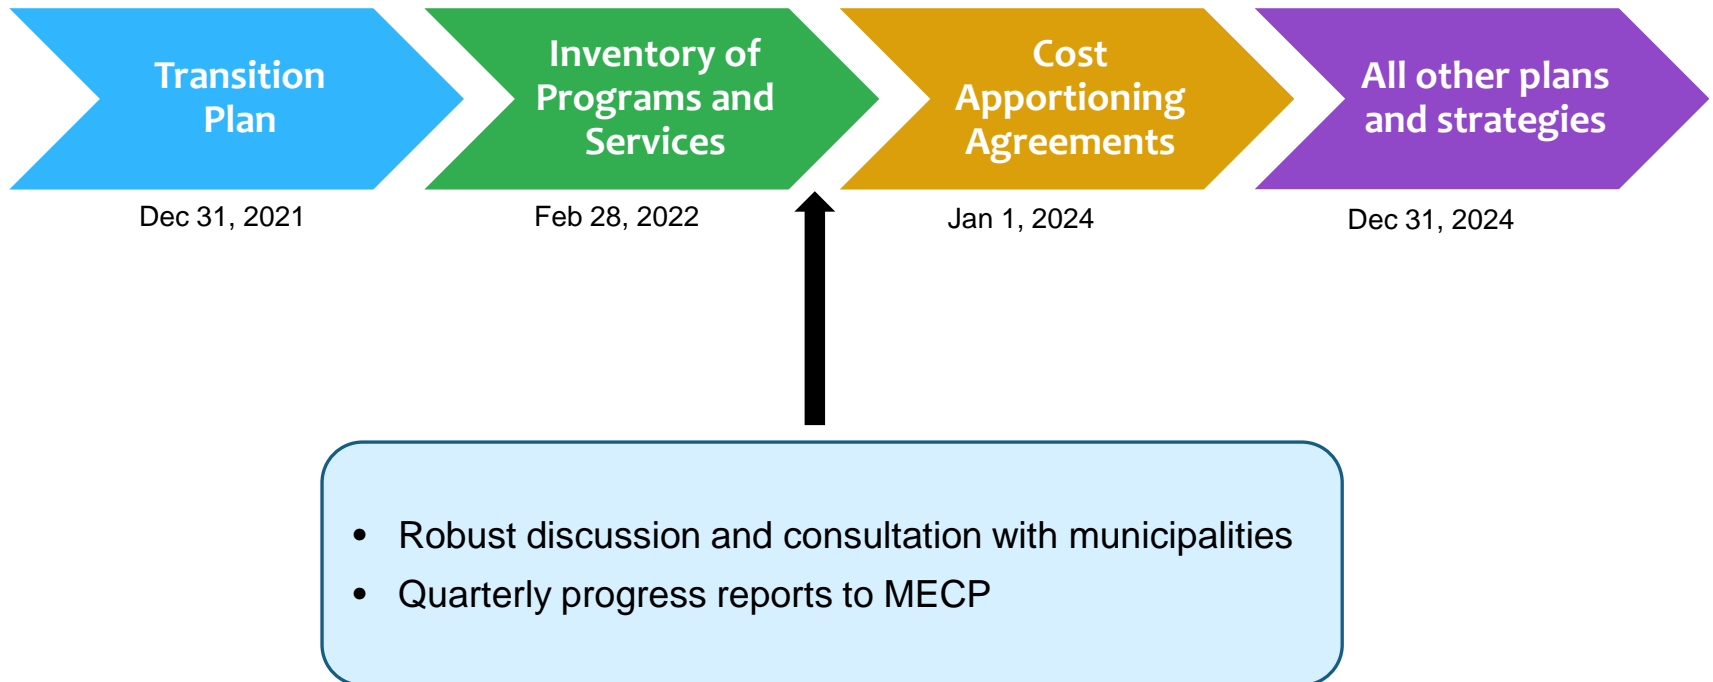 Transition
Plan
Inventory of
Programs and
Services
Cost
Apportioning
Agreements
All other plans
and strategies
Dec 31, 2021
Feb 28, 2022
Jan 1, 2024
Dec 31, 2024
• Robust discussion and consultation with municipalities
• Quarterly progress reports to MECP